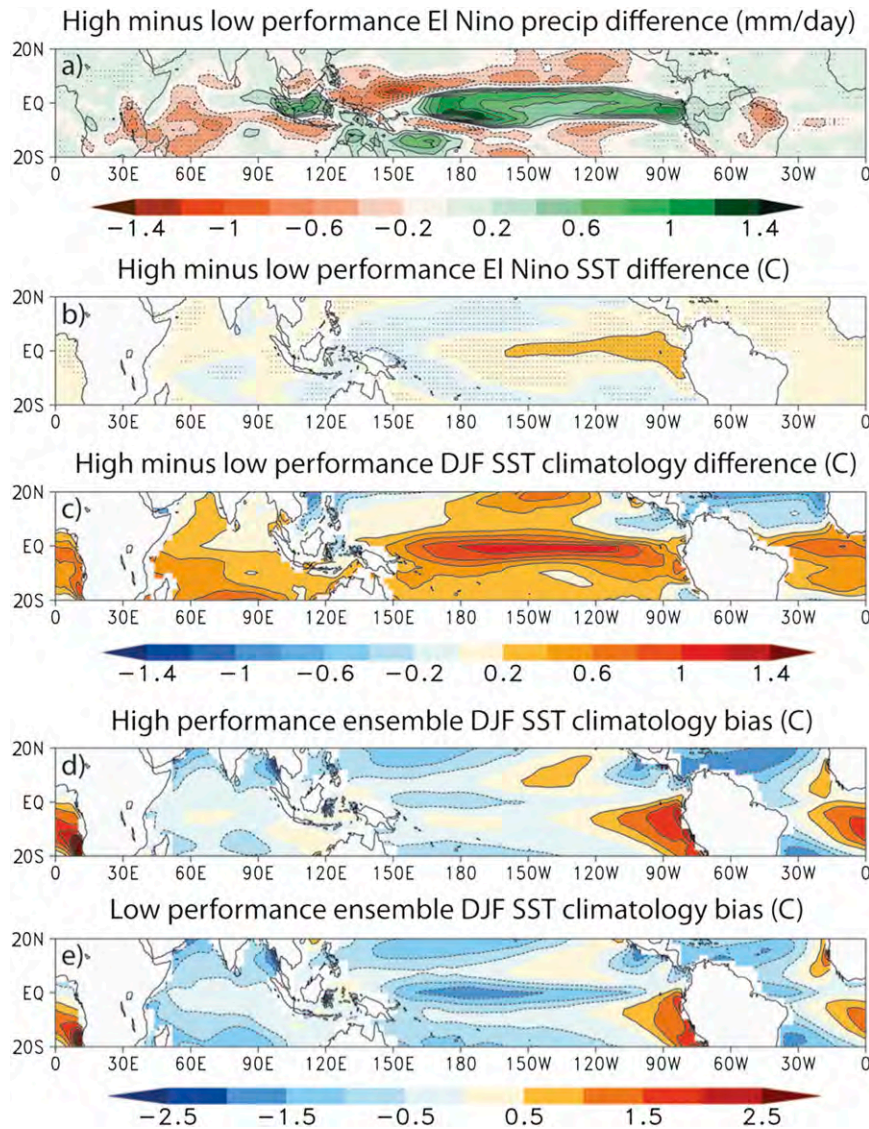 High minus low performance El Nino precip difference (mm/day)
20N
a)
EQ
20S
0 30E 60E 90E 120E 150E 180 150W 120W 90W 60W 30W 0
−1.4 −1 −0.6 −0.2 0.2 0.6 1 1.4
High minus low performance El Nino SST difference (C)
20N
b)
EQ
20S
0 30E 60E 90E 120E 150E 180 150W 120W 90W 60W 30W 0
High minus low performance DJF SST climatology difference (C)
20N
c)
EQ
20S
0 30E 60E 90E 120E 150E 180 150W 120W 90W 60W 30W 0
−1.4 −1 −0.6 −0.2 0.2 0.6 1 1.4
High performance ensemble DJF SST climatology bias (C)
20N
d)
EQ
20S
0 30E 60E 90E 120E 150E 180 150W 120W 90W 60W 30W 0
Low performance ensemble DJF SST climatology bias (C)
20N
e)
EQ
20S
0 30E 60E 90E 120E 150E 180 150W 120W 90W 60W 30W 0
−2.5 −1.5 −0.5 0.5 1.5 2.5